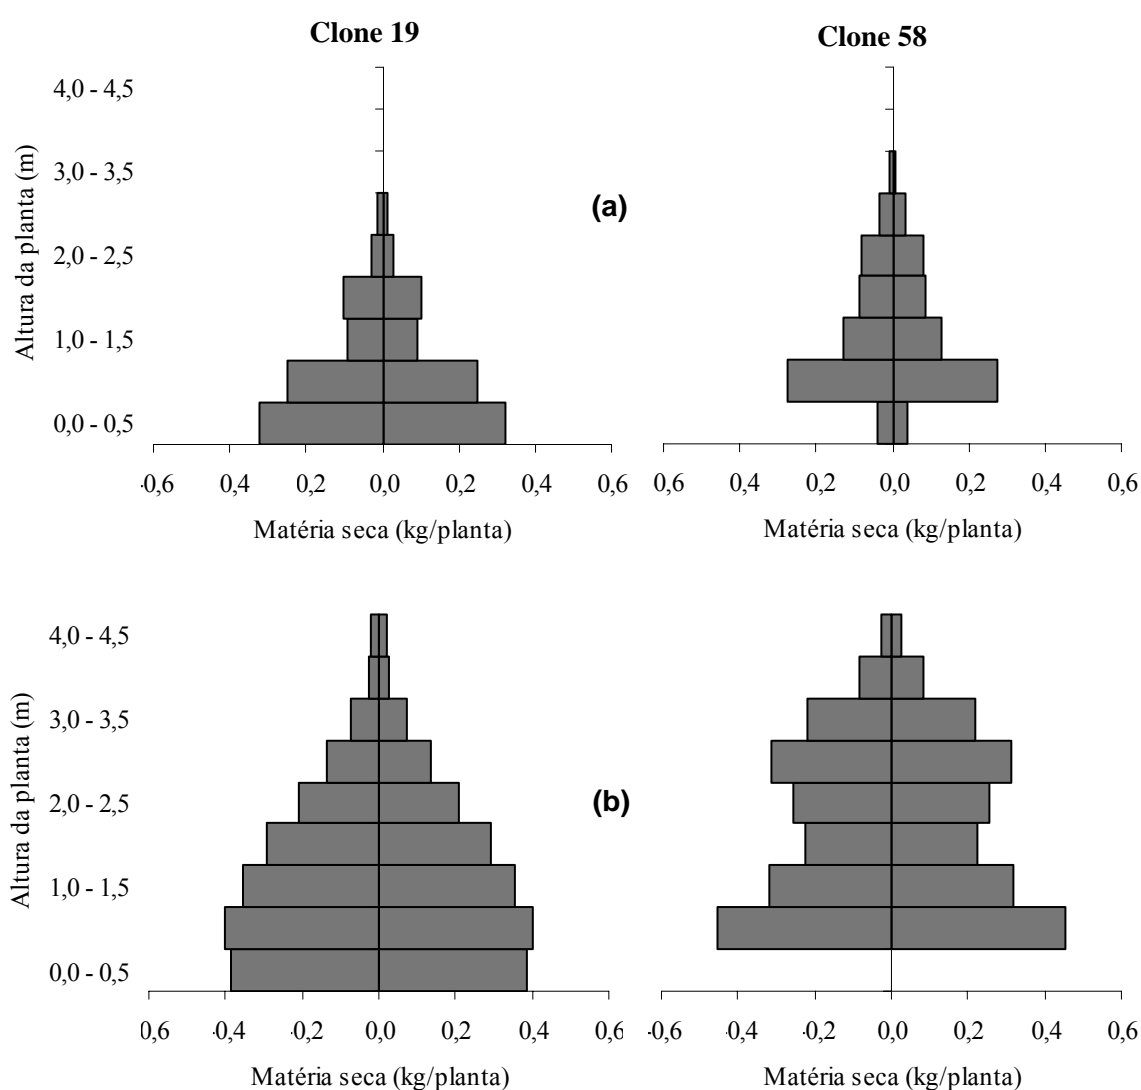 Clone 19
Clone 58
Altura da planta (m)
4,0 - 4,5
3,0 - 3,5
2,0 - 2,5
1,0 - 1,5
0,0 - 0,5
(a)
-0,6 0,4 0,2 0,0 0,2 0,4 0,6
Matéria seca (kg/planta)
-0,6 0,4 0,2 0,0 0,2 0,4 0,6
Matéria seca (kg/planta)
Altura da planta (m)
4,0 - 4,5
3,0 - 3,5
2,0 - 2,5
1,0 - 1,5
0,0 - 0,5
(b)
0,6 -0,4 -0,2 0,0 0,2 0,4 0,6
Matéria seca (kg/planta)
-0,6 -0,4 -0,2 0,0 0,2 0,4 0,6
Matéria seca (kg/planta)